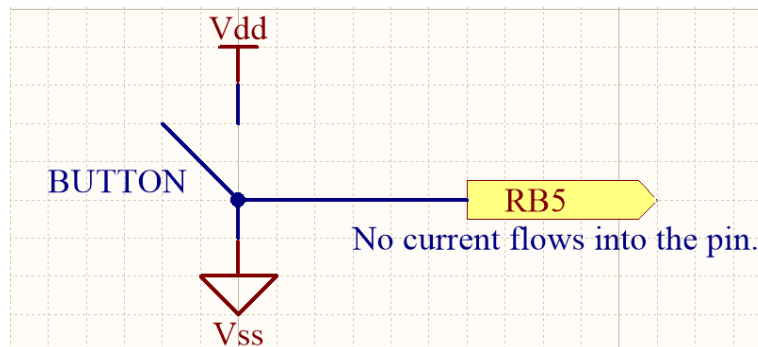 Vdd
BUTTON
RB5
No current flows into the pin.
Vss